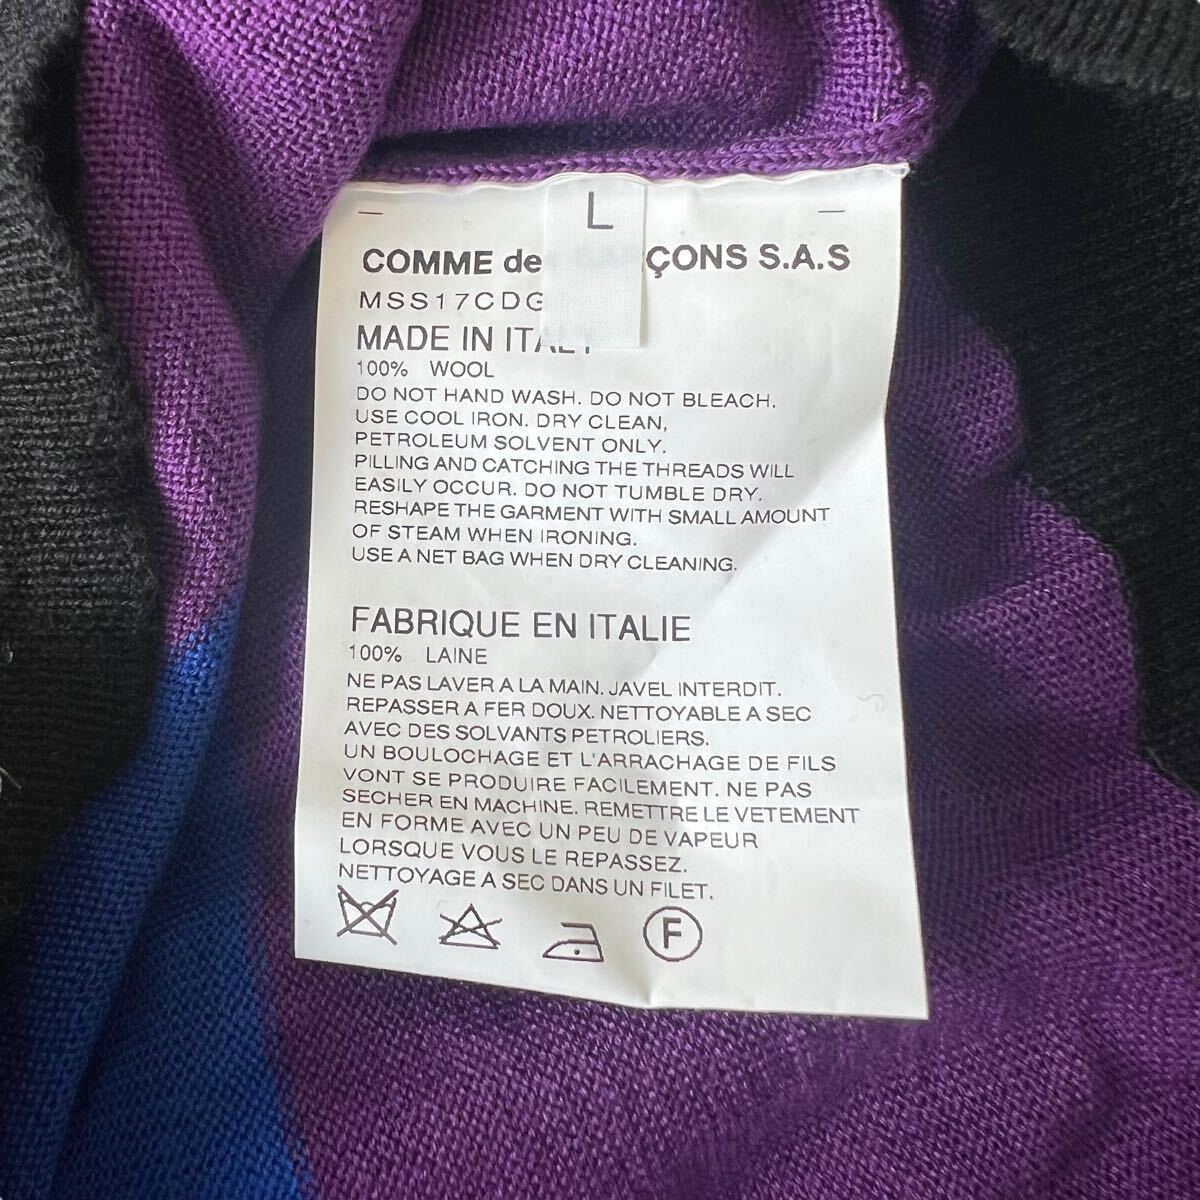 L
COMME de ÇONS S.A.S
MSS17CDG
MADE IN ITALY
100% WOOL
DO NOT HAND WASH. DO NOT BLEACH.
USE COOL IRON. DRY CLEAN,
PETROLEUM SOLVENT ONLY.
PILLING AND CATCHING THE THREADS WILL
EASILY OCCUR. DO NOT TUMBLE DRY.
RESHAPE THE GARMENT WITH SMALL AMOUNT
OF STEAM WHEN IRONING.
USE A NET BAG WHEN DRY CLEANING.
FABRIQUE EN ITALIE
100% LAINE
NE PAS LAVER A LA MAIN. JAVEL INTERDIT.
REPASSER A FER DOUX. NETTOYABLE A SEC
AVEC DES SOLVANTS PETROLIERS.
UN BOULOCHAGE ET L'ARRACHAGE DE FILS
VONT SE PRODUIRE FACILEMENT. NE PAS
SECHER EN MACHINE. REMETTRE LE VETEMENT
EN FORME AVEC UN PEU DE VAPEUR
LORSQUE VOUS LE REPASSEZ.
NETTOYAGE A SEC DANS UN FILET.
F